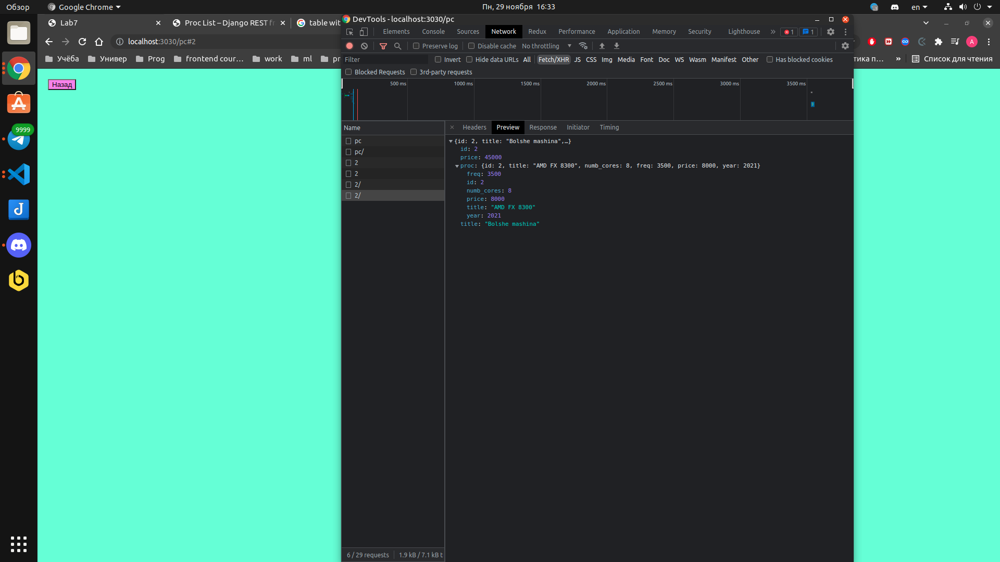 Обзор
Google Chrome
Пн, 29 ноября 16:33
en
Lab7
Proc List – Django REST fr
table wit
localhost:3030/pc#2
Учёба
Универ
Prog
frontend cour…
work
ml
pr
тика п…
»
Список для чтения
9999
Назад
DevTools - localhost:3030/pc
Elements
Console
Sources
Network
Redux
Performance
Application
Memory
Security
Lighthouse
»
1
1
Preserve log
Disable cache
No throttling
Filter
Invert
Hide data URLs
All
Fetch/XHR
JS
CSS
Img
Media
Font
Doc
WS
Wasm
Manifest
Other
Has blocked cookies
Blocked Requests
3rd-party requests
500 ms
1000 ms
1500 ms
2000 ms
2500 ms
3000 ms
3500 ms
Name
pc
pc/
2
2
2/
2/
Headers
Preview
Response
Initiator
Timing
{id: 2, title: "Bolshe mashina",…}
id: 2
price: 45000
proc: {id: 2, title: "AMD FX 8300", numb_cores: 8, freq: 3500, price: 8000, year: 2021}
freq: 3500
id: 2
numb_cores: 8
price: 8000
title: "AMD FX 8300"
year: 2021
title: "Bolshe mashina"
6 / 29 requests
1.9 kB / 7.1 kB t
A